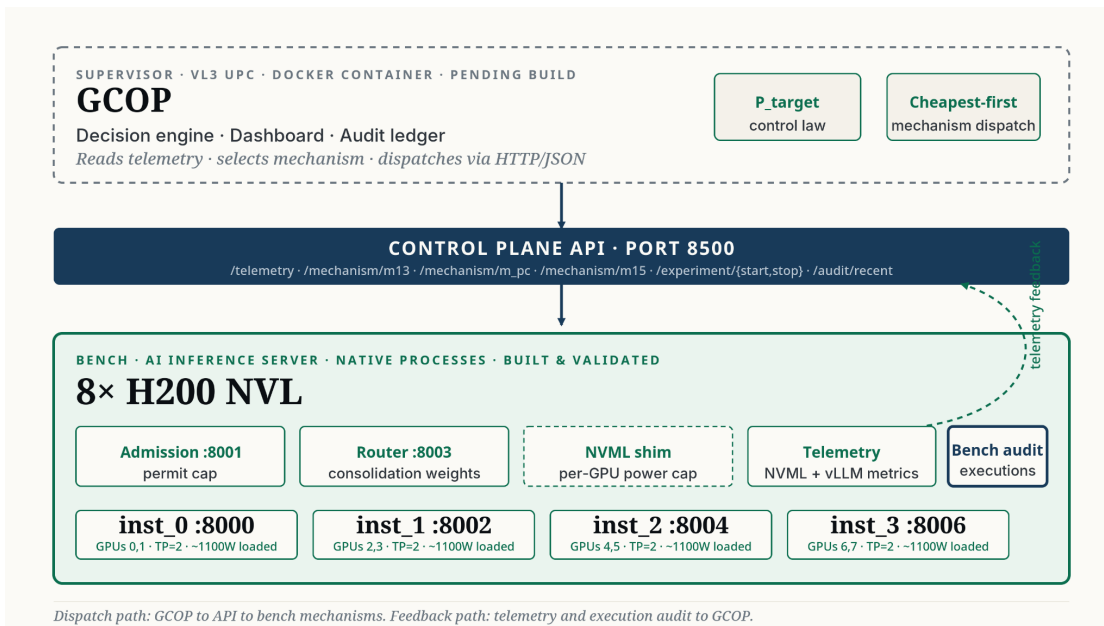 SUPERVISOR · VL3 UPC · DOCKER CONTAINER · PENDING BUILD
GCOP
Decision engine · Dashboard · Audit ledger
Reads telemetry · selects mechanism · dispatches via HTTP/JSON
P_target
control law
Cheapest-first
mechanism dispatch
CONTROL PLANE API · PORT 8500
/telemetry · /mechanism/m13 · /mechanism/m_pc · /mechanism/m15 · /experiment/{start,stop} · /audit/recent
telemetry feedback
BENCH · AI INFERENCE SERVER · NATIVE PROCESSES · BUILT & VALIDATED
8× H200 NVL
Admission :8001
permit cap
Router :8003
consolidation weights
NVML shim
per-GPU power cap
Telemetry
NVML + vLLM metrics
Bench audit
executions
inst_0 :8000
GPUs 0,1 · TP=2 · ~1100W loaded
inst_1 :8002
GPUs 2,3 · TP=2 · ~1100W loaded
inst_2 :8004
GPUs 4,5 · TP=2 · ~1100W loaded
inst_3 :8006
GPUs 6,7 · TP=2 · ~1100W loaded
Dispatch path: GCOP to API to bench mechanisms. Feedback path: telemetry and execution audit to GCOP.